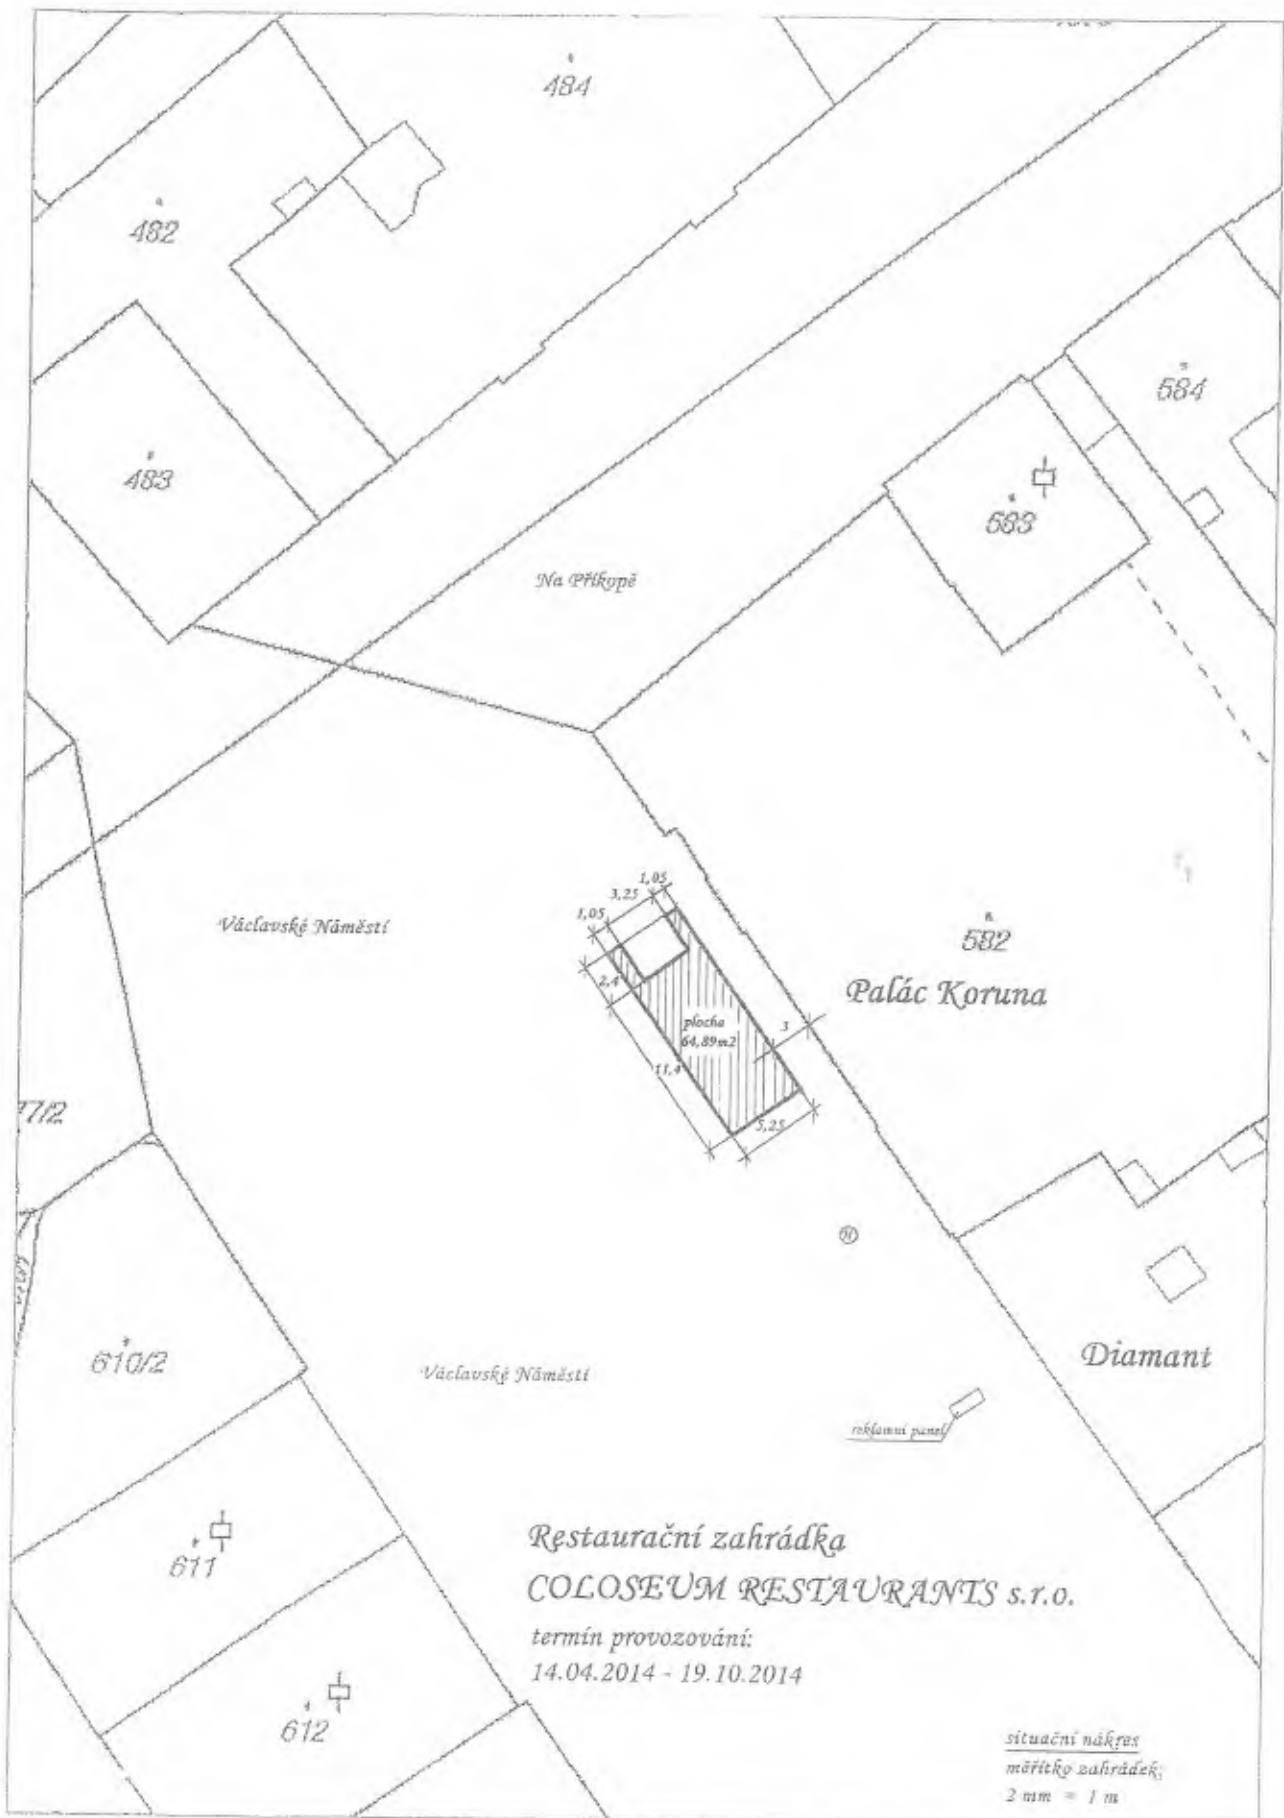 484
482
584
483
583
Na Příkopě
1,05
3,25
1,05
Václavské Náměstí
582
2,4
Palác Koruna
3
plocha
64,89m2
11,4
77/2
5,25
Diamant
610/2
Václavské Náměstí
reklamní panel
Restaurační zahrádka
COLOSEUM RESTAURANTS s.r.o.
611
termín provozování:
14.04.2014 - 19.10.2014
612
situační nákres
měřítko zahrádek:
2 mm = 1 m